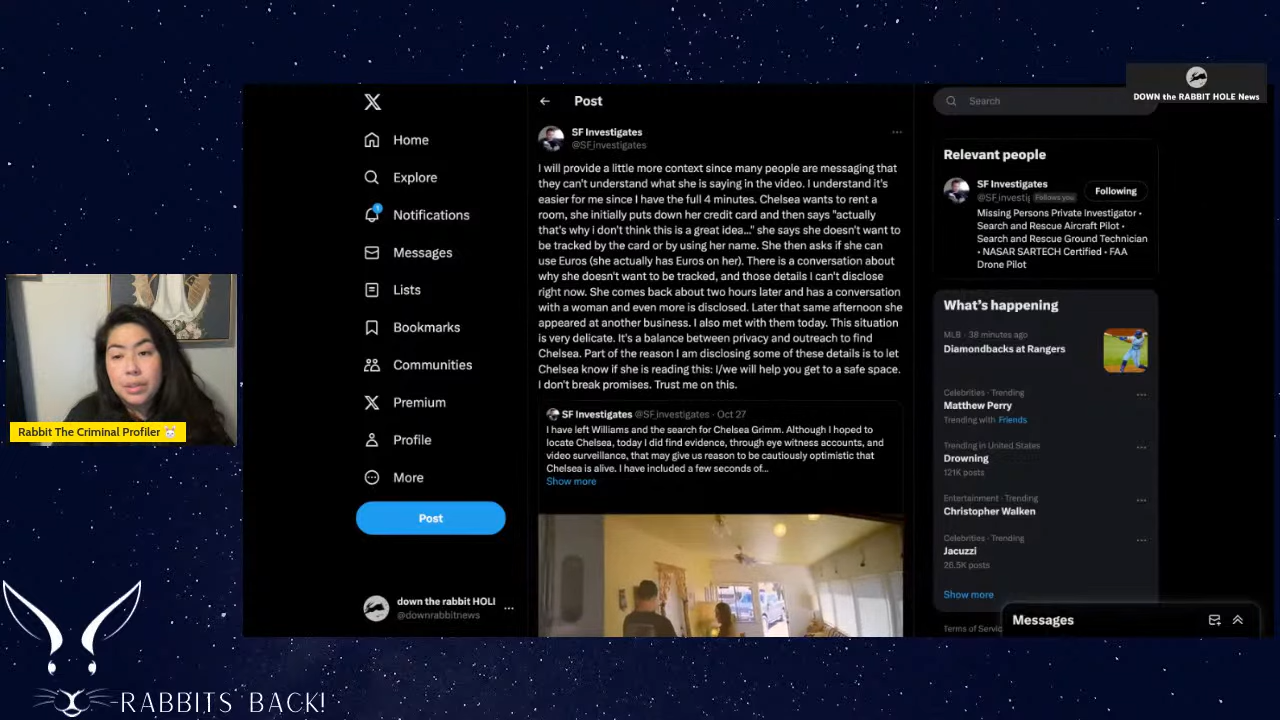 DOWN the RABBIT HOLE News
Home
Explore
1
Notifications
Messages
Lists
Bookmarks
Communities
Premium
Profile
More
Post
down the rabbit HOLI
@downrabbitnews
Post
SF Investigates
@SF_investigates
I will provide a little more context since many people are messaging that
they can't understand what she is saying in the video. I understand it's
easier for me since I have the full 4 minutes. Chelsea wants to rent a
room, she initially puts down her credit card and then says "actually
that's why i don't think this is a great idea..." she says she doesn't want to
be tracked by the card or by using her name. She then asks if she can
use Euros (she actually has Euros on her). There is a conversation about
why she doesn't want to be tracked, and those details I can't disclose
right now. She comes back about two hours later and has a conversation
with a woman and even more is disclosed. Later that same afternoon she
appeared at another business. I also met with them today. This situation
is very delicate. It's a balance between privacy and outreach to find
Chelsea. Part of the reason I am disclosing some of these details is to let
Chelsea know if she is reading this: I/we will help you get to a safe space.
I don't break promises. Trust me on this.
SF Investigates @SF_investigates · Oct 27
I have left Williams and the search for Chelsea Grimm. Although I hoped to
locate Chelsea, today I did find evidence, through eye witness accounts, and
video surveillance, that may give us reason to be cautiously optimistic that
Chelsea is alive. I have included a few seconds of...
Show more
Search
Relevant people
SF Investigates
@SF_investig Follows you
Following
Missing Persons Private Investigator •
Search and Rescue Aircraft Pilot •
Search and Rescue Ground Technician
• NASAR SARTECH Certified • FAA
Drone Pilot
What's happening
MLB · 38 minutes ago
Diamondbacks at Rangers
Celebrities · Trending
Matthew Perry
Trending with Friends
Trending in United States
Drowning
121K posts
Entertainment · Trending
Christopher Walken
Celebrities · Trending
Jacuzzi
26.5K posts
Show more
Terms of Servic
Messages
Rabbit The Criminal Profiler
RABBITS BACK!